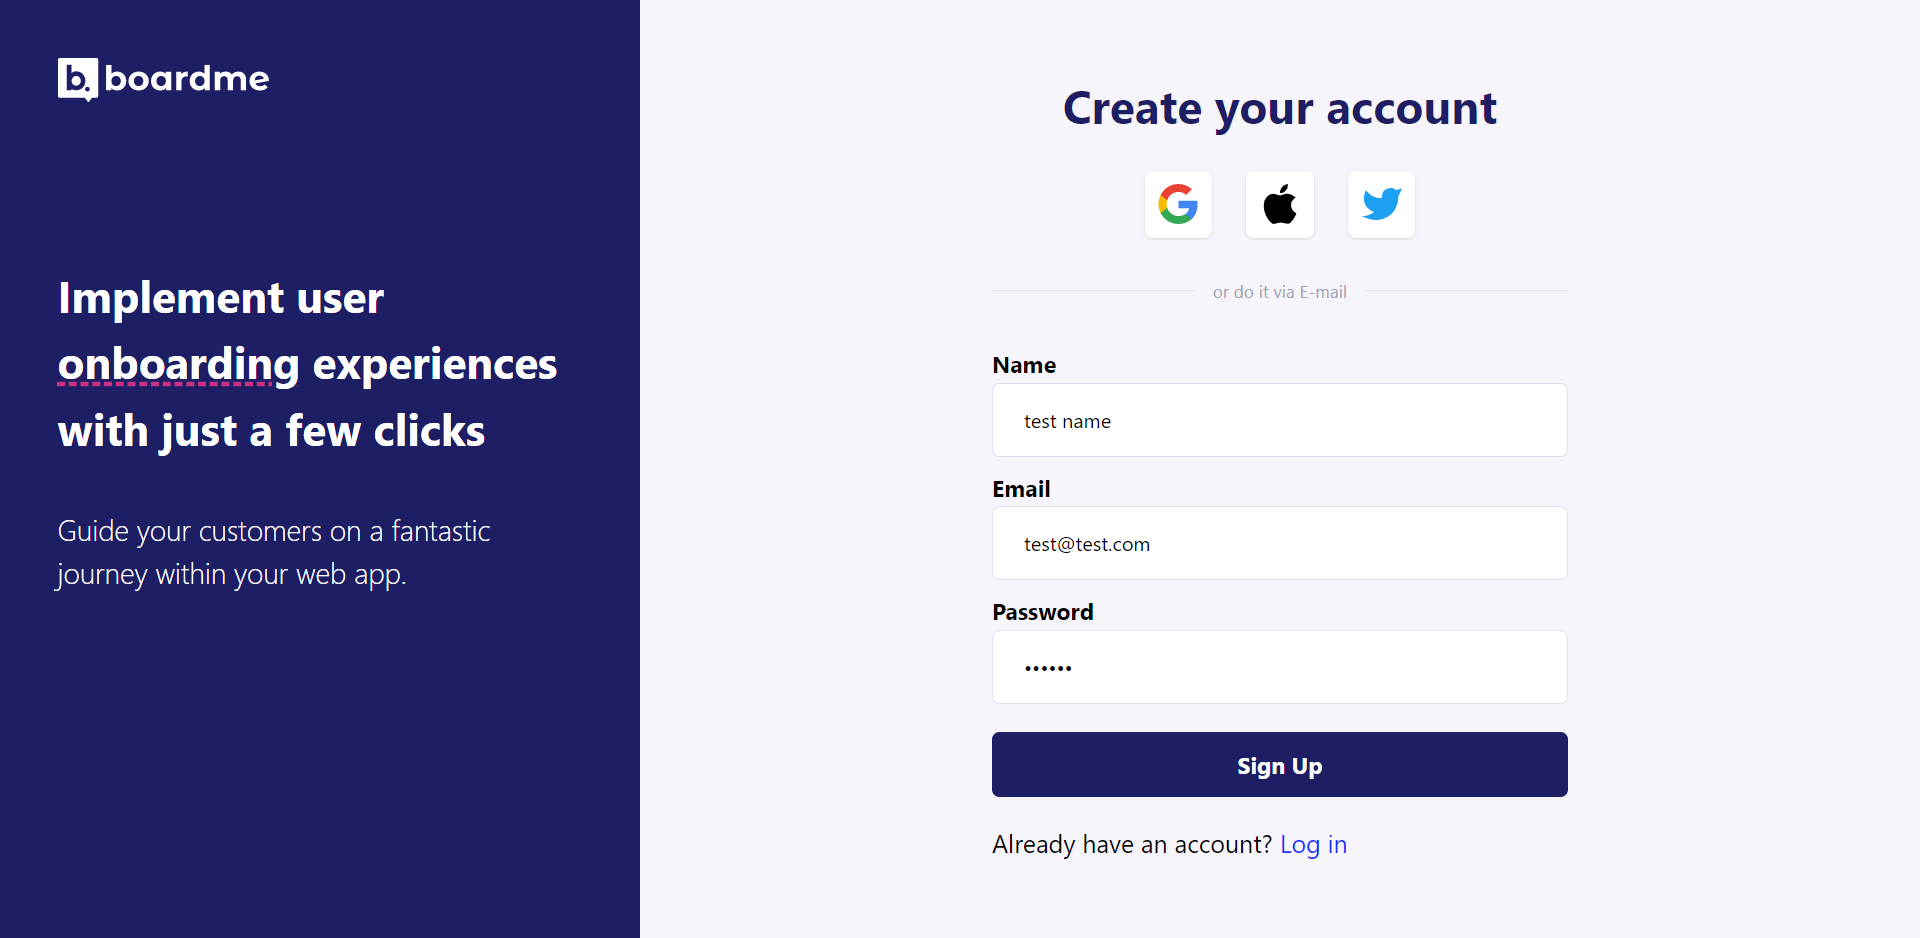 b. boardme
Implement user
onboarding experiences
with just a few clicks
Guide your customers on a fantastic
journey within your web app.
Create your account
or do it via E-mail
Name
test name
Email
test@test.com
Password
••••••
Sign Up
Already have an account? Log in